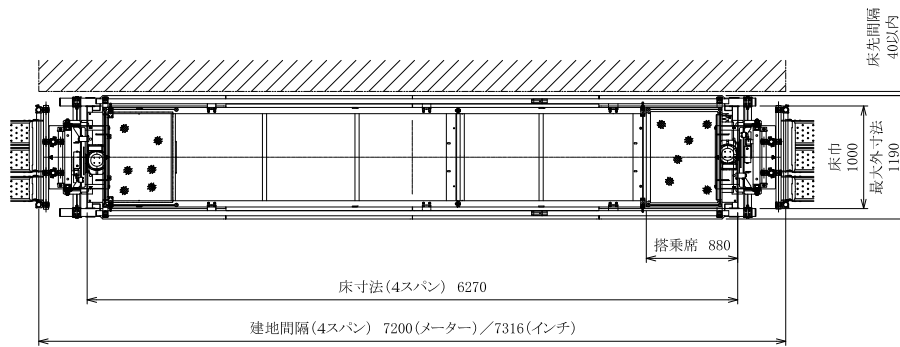 床先間隔
40以内
床巾
1000
最大外寸法
1190
搭乗席 880
床寸法(4スパン) 6270
建地間隔(4スパン) 7200(メーター)／7316(インチ)